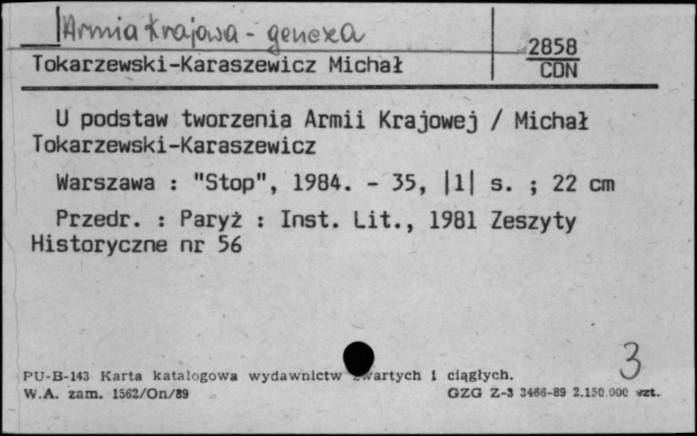 Armia Krajowa - geneza
2858
Tokarzewski-Karaszewicz Michał
CDN
U podstaw tworzenia Armii Krajowej / Michał
Tokarzewski-Karaszewicz
Warszawa : "Stop", 1984. - 35, |1| s. ; 22 cm
Przedr. : Paryż : Inst. Lit., 1981 Zeszyty
Historyczne nr 56
3
PU-B-143 Karta katalogowa wydawnictw zwartych i ciągłych.
W.A. zam. 1562/On/89 GZG Z-3 3466-89 2.150.000 szt.